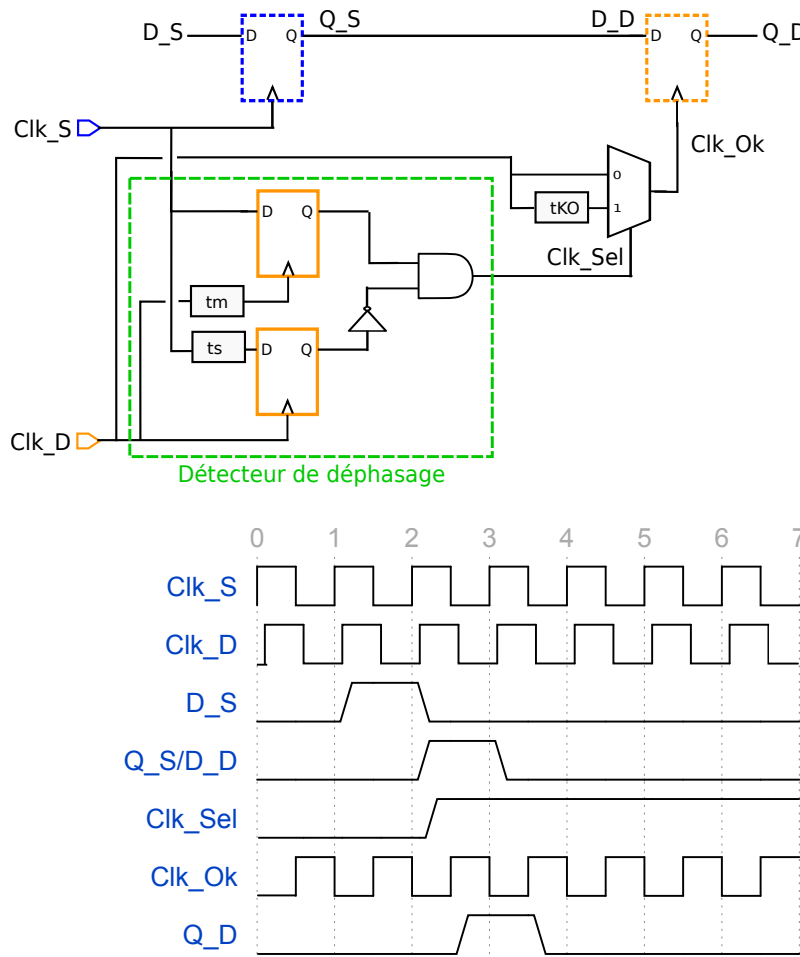 D_S D Q Q_S D_D D Q Q_D
Clk_S
Clk_Ok
0
tKO 1
D Q
Clk_Sel
tm
ts D Q
Clk_D
Détecteur de déphasage
0 1 2 3 4 5 6 7
Clk_S
Clk_D
D_S
Q_S/D_D
Clk_Sel
Clk_Ok
Q_D